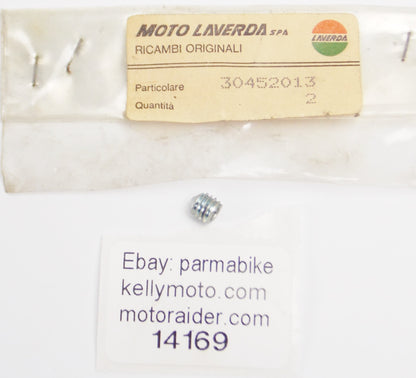 MOTO LAVERDA SPA
RICAMBI ORIGINALI
LAVERDA
Particolare 30452013
Quantità 2
Ebay: parmabike
kellymoto.com
motoraider.com
14169